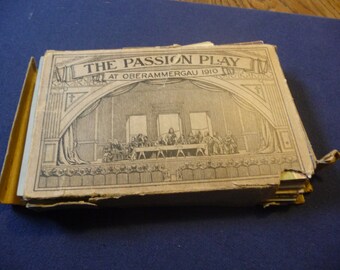 THE PASSION PLAY
AT OBERAMMERGAU 1910